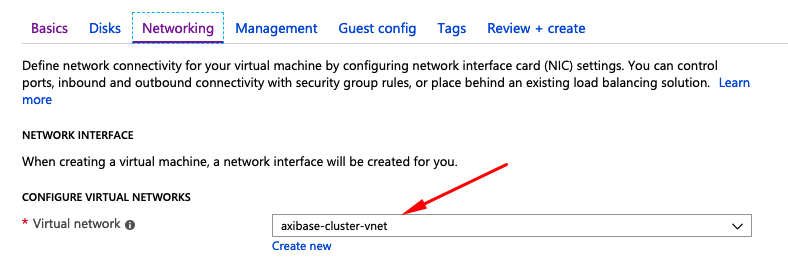 Basics Disks Networking Management Guest config Tags Review + create
Define network connectivity for your virtual machine by configuring network interface card (NIC) settings. You can control
ports, inbound and outbound connectivity with security group rules, or place behind an existing load balancing solution. Learn
more
NETWORK INTERFACE
When creating a virtual machine, a network interface will be created for you.
CONFIGURE VIRTUAL NETWORKS
* Virtual network
axibase-cluster-vnet
Create new